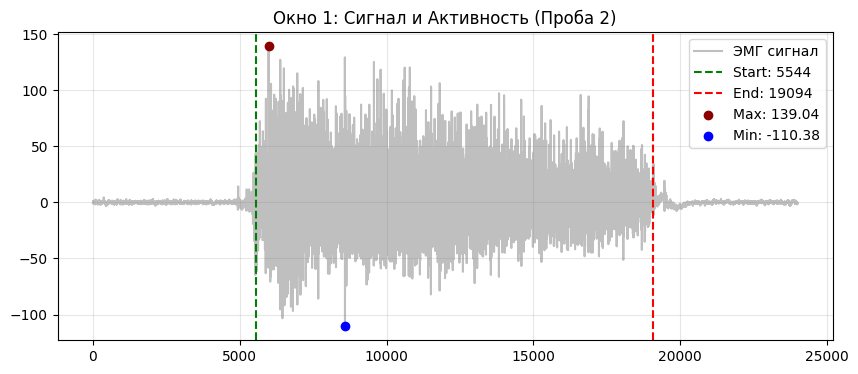 Окно 1: Сигнал и Активность (Проба 2)
150
100
50
0
−50
−100
0
5000
10000
15000
20000
25000
ЭМГ сигнал
Start: 5544
End: 19094
Max: 139.04
Min: -110.38